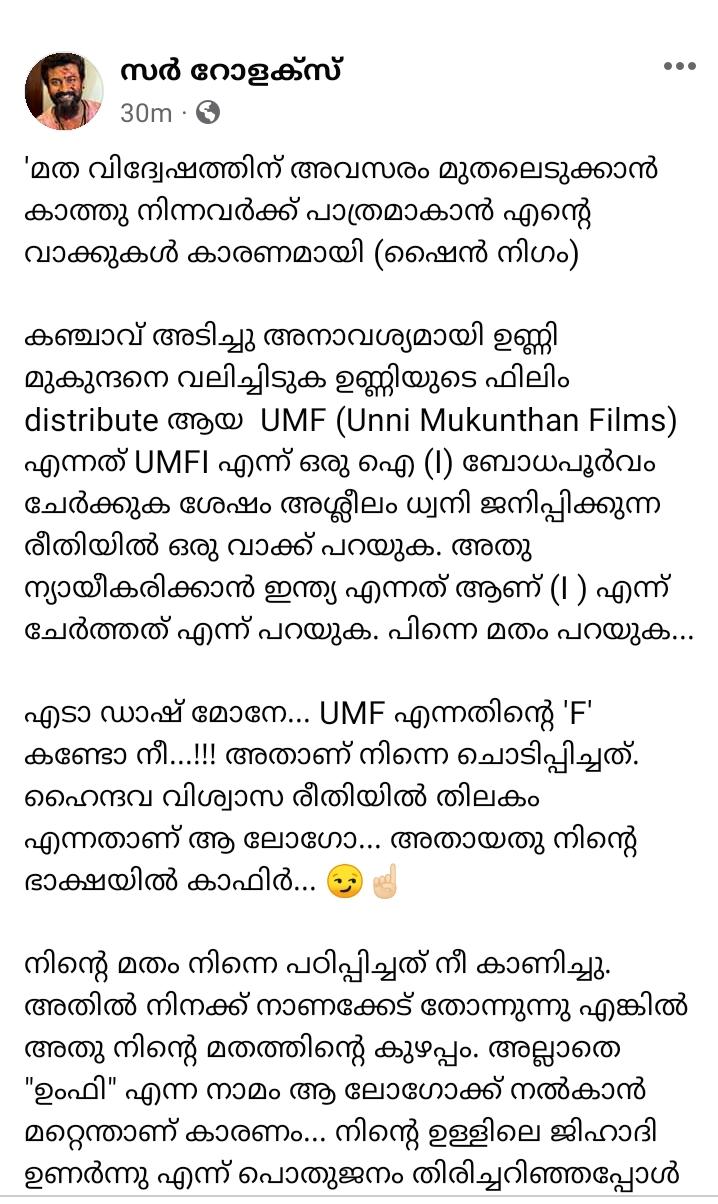 സർ റോളക്സ്
30m ·
'മത വിദ്വേഷത്തിന് അവസരം മുതലെടുക്കാൻ
കാത്തു നിന്നവർക്ക് പാത്രമാകാൻ എന്റെ
വാക്കുകൾ കാരണമായി (ഷൈൻ നിഗം)
കഞ്ചാവ് അടിച്ചു അനാവശ്യമായി ഉണ്ണി
മുകുന്ദനെ വലിച്ചിടുക ഉണ്ണിയുടെ ഫിലിം
distribute ആയ UMF (Unni Mukunthan Films)
എന്നത് UMFI എന്ന് ഒരു ഐ (I) ബോധപൂർവം
ചേർക്കുക ശേഷം അശ്ലീലം ധ്വനി ജനിപ്പിക്കുന്ന
രീതിയിൽ ഒരു വാക്ക് പറയുക. അതു
ന്യായീകരിക്കാൻ ഇന്ത്യ എന്നത് ആണ് (I ) എന്ന്
ചേർത്തത് എന്ന് പറയുക. പിന്നെ മതം പറയുക...
എടാ ഡാഷ് മോനേ... UMF എന്നതിന്റെ 'F'
കണ്ടോ നീ...!!! അതാണ് നിന്നെ ചൊടിപ്പിച്ചത്.
ഹൈന്ദവ വിശ്വാസ രീതിയിൽ തിലകം
എന്നതാണ് ആ ലോഗോ... അതായതു നിന്റെ
ഭാക്ഷയിൽ കാഫിർ... 😏☝🏻
നിന്റെ മതം നിന്നെ പഠിപ്പിച്ചത് നീ കാണിച്ചു.
അതിൽ നിനക്ക് നാണക്കേട് തോന്നുന്നു എങ്കിൽ
അതു നിന്റെ മതത്തിന്റെ കുഴപ്പം. അല്ലാതെ
"ഉംഫി" എന്ന നാമം ആ ലോഗോക്ക് നൽകാൻ
മറ്റെന്താണ് കാരണം... നിന്റെ ഉള്ളിലെ ജിഹാദി
ഉണർന്നു എന്ന് പൊതുജനം തിരിച്ചറിഞ്ഞപ്പോൾ